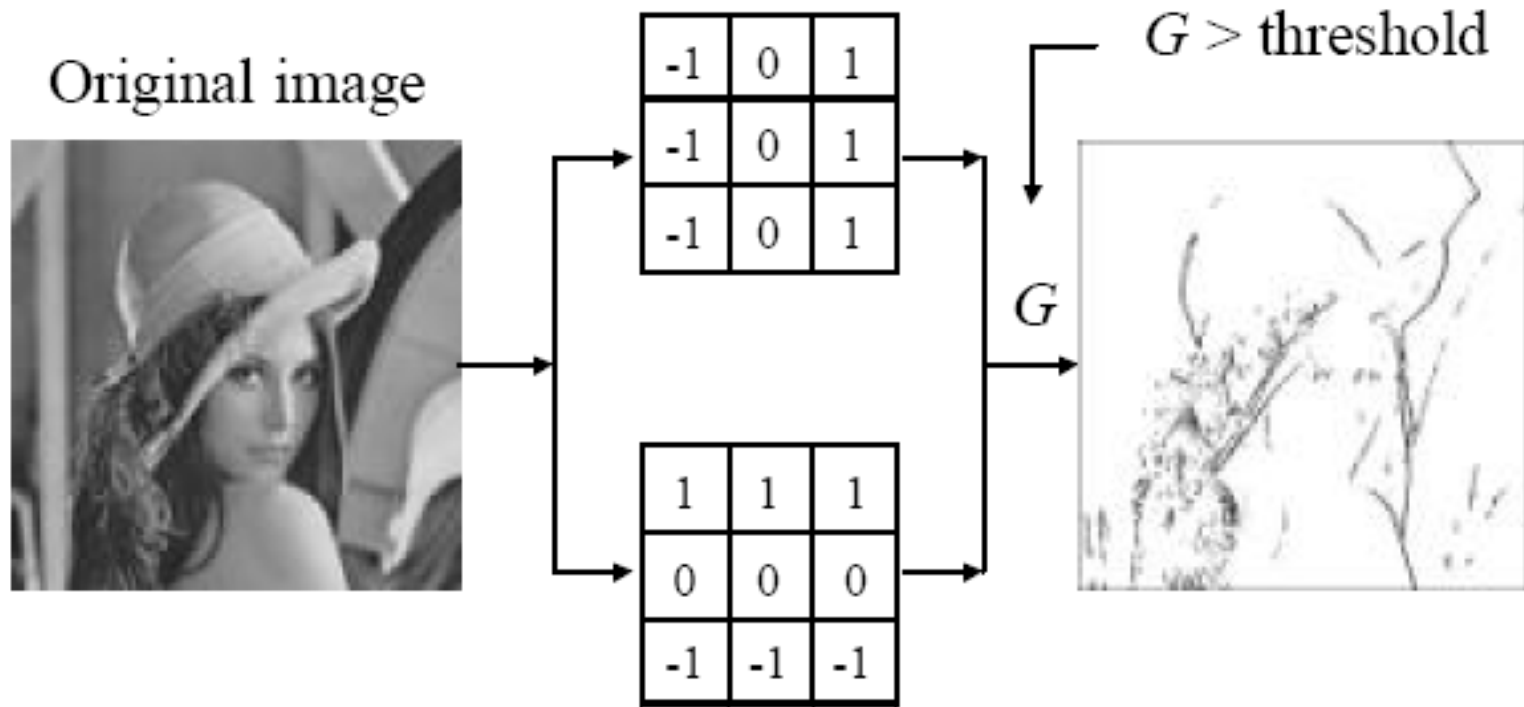 Original image
-1 0 1
-1 0 1
-1 0 1
G > threshold
G
1 1 1
0 0 0
-1 -1 -1